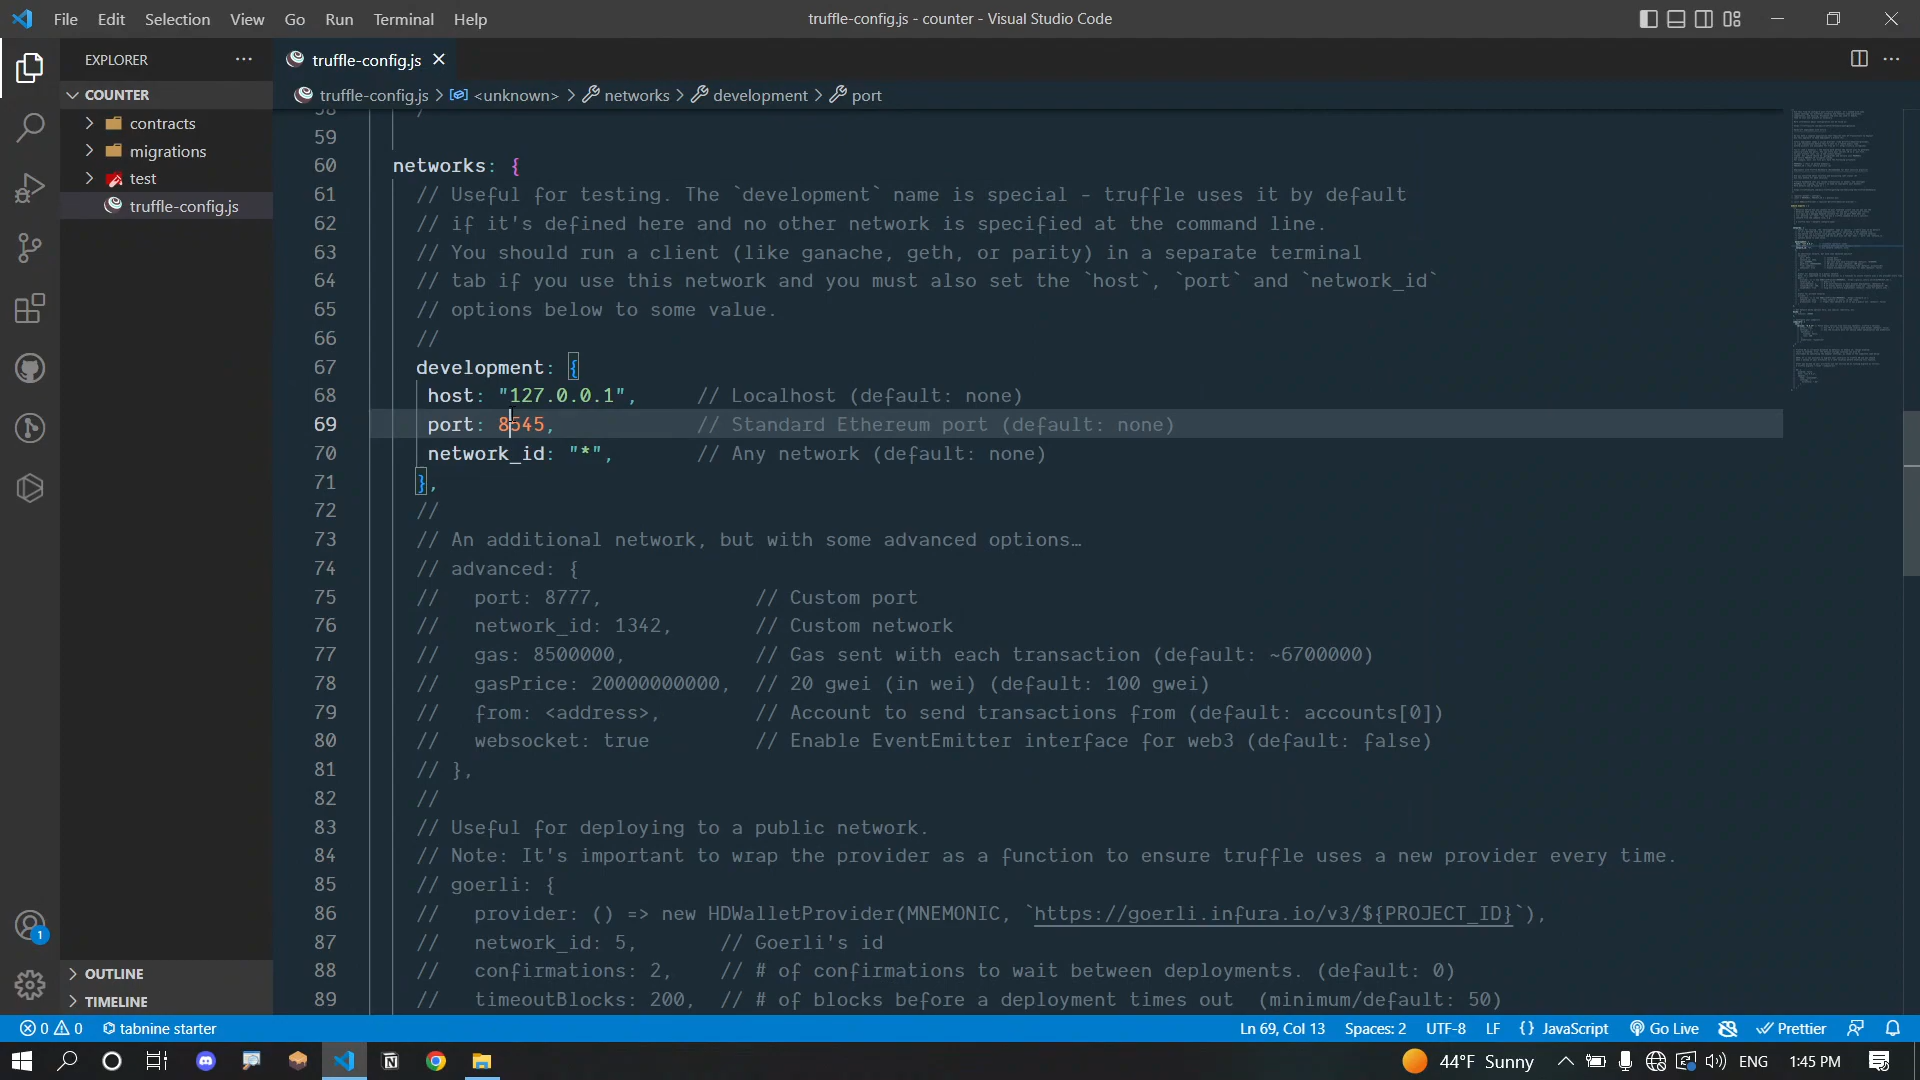 File Edit Selection View Go Run Terminal Help
truffle-config.js - counter - Visual Studio Code
EXPLORER
truffle-config.js
COUNTER
truffle-config.js > <unknown> > networks > development > port
contracts
migrations
test
truffle-config.js
59
60 networks: {
61 // Useful for testing. The `development` name is special - truffle uses it by default
62 // if it's defined here and no other network is specified at the command line.
63 // You should run a client (like ganache, geth, or parity) in a separate terminal
64 // tab if you use this network and you must also set the `host`, `port` and `network_id`
65 // options below to some value.
66 //
67 development: {
68 host: "127.0.0.1", // Localhost (default: none)
69 port: 8545, // Standard Ethereum port (default: none)
70 network_id: "*", // Any network (default: none)
71 },
72 //
73 // An additional network, but with some advanced options…
74 // advanced: {
75 // port: 8777, // Custom port
76 // network_id: 1342, // Custom network
77 // gas: 8500000, // Gas sent with each transaction (default: ~6700000)
78 // gasPrice: 20000000000, // 20 gwei (in wei) (default: 100 gwei)
79 // from: <address>, // Account to send transactions from (default: accounts[0])
80 // websocket: true // Enable EventEmitter interface for web3 (default: false)
81 // },
82 //
83 // Useful for deploying to a public network.
84 // Note: It's important to wrap the provider as a function to ensure truffle uses a new provider every time.
85 // goerli: {
86 // provider: () => new HDWalletProvider(MNEMONIC, `https://goerli.infura.io/v3/${PROJECT_ID}`),
87 // network_id: 5, // Goerli's id
88 // confirmations: 2, // # of confirmations to wait between deployments. (default: 0)
89 // timeoutBlocks: 200, // # of blocks before a deployment times out (minimum/default: 50)
1
OUTLINE
TIMELINE
0 0 tabnine starter
Ln 69, Col 13 Spaces: 2 UTF-8 LF {} JavaScript Go Live Prettier
44°F Sunny ENG 1:45 PM